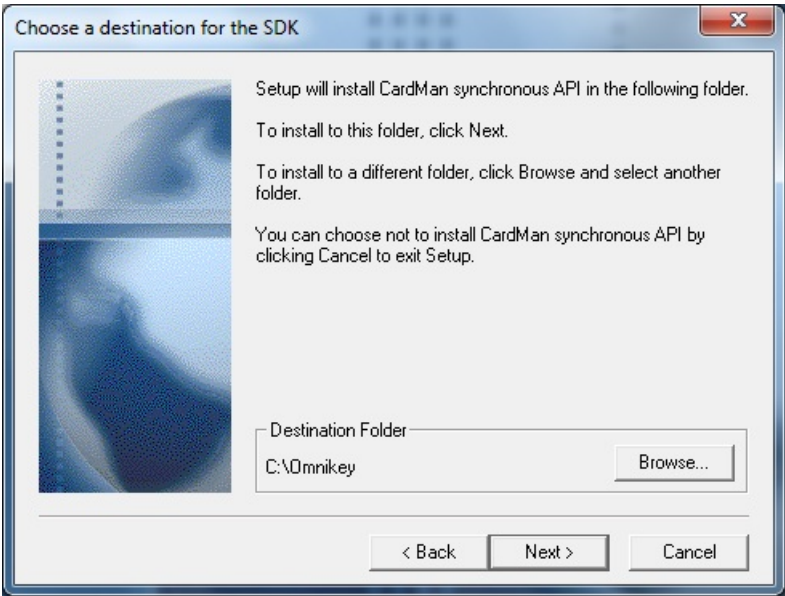 Choose a destination for the SDK
Setup will install CardMan synchronous API in the following folder.
To install to this folder, click Next.
To install to a different folder, click Browse and select another
folder.
You can choose not to install CardMan synchronous API by
clicking Cancel to exit Setup.
Destination Folder
C:\Omnikey
Browse...
< Back
Next >
Cancel